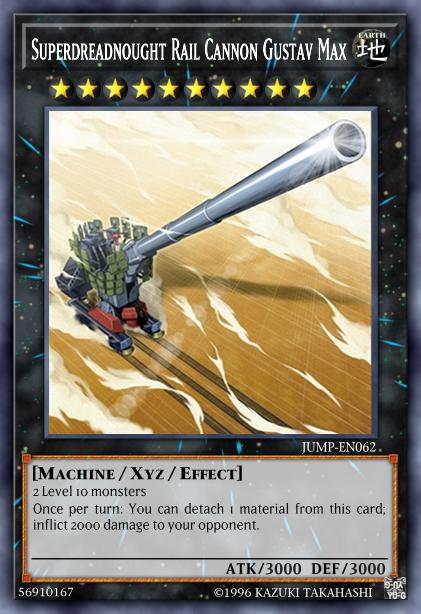 Superdreadnought Rail Cannon Gustav Max
EARTH
地
JUMP-EN062
[Machine / Xyz / Effect]
2 Level 10 monsters
Once per turn: You can detach 1 material from this card;
inflict 2000 damage to your opponent.
ATK/3000 DEF/3000
56910167
©1996 KAZUKI TAKAHASHI